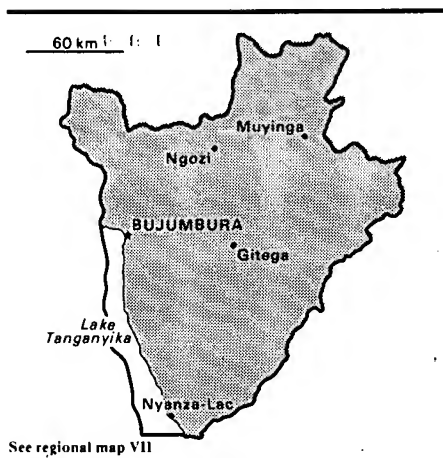 60 km
Muyinga
Ngozi
BUJUMBURA
Gitega
Lake
Tanganyika
Nyanza-Lac
See regional map VII